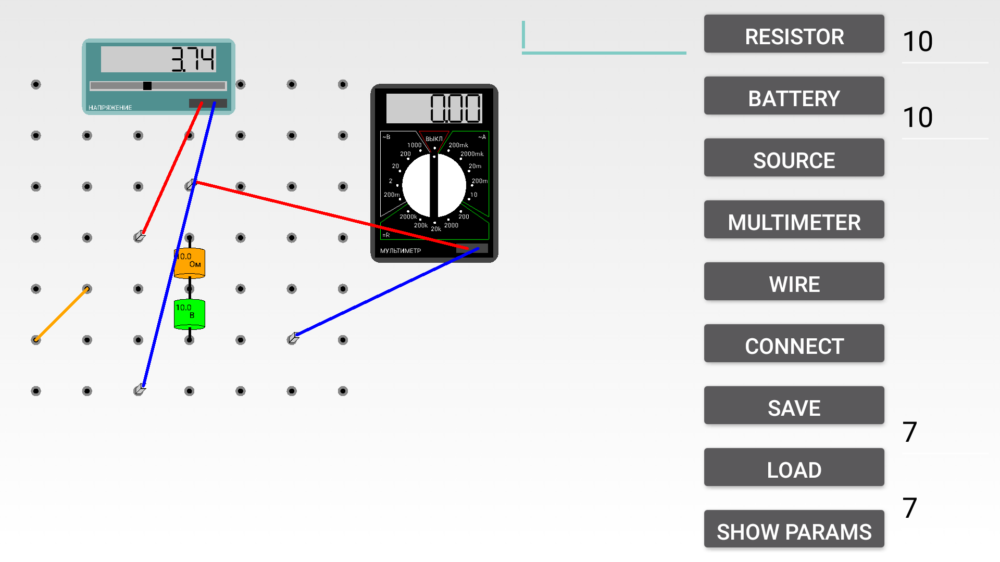 3.74
НАПРЯЖЕНИЕ
0.00
~В
ВЫКЛ
~А
1000
200mk
200
2000mk
20
20m
2
200m
200m
10
2000k
200
200k
20k
2000
=R
МУЛЬТИМЕТР
10.0
Ом
10.0
В
RESISTOR
10
BATTERY
10
SOURCE
MULTIMETER
WIRE
CONNECT
SAVE
7
LOAD
7
SHOW PARAMS